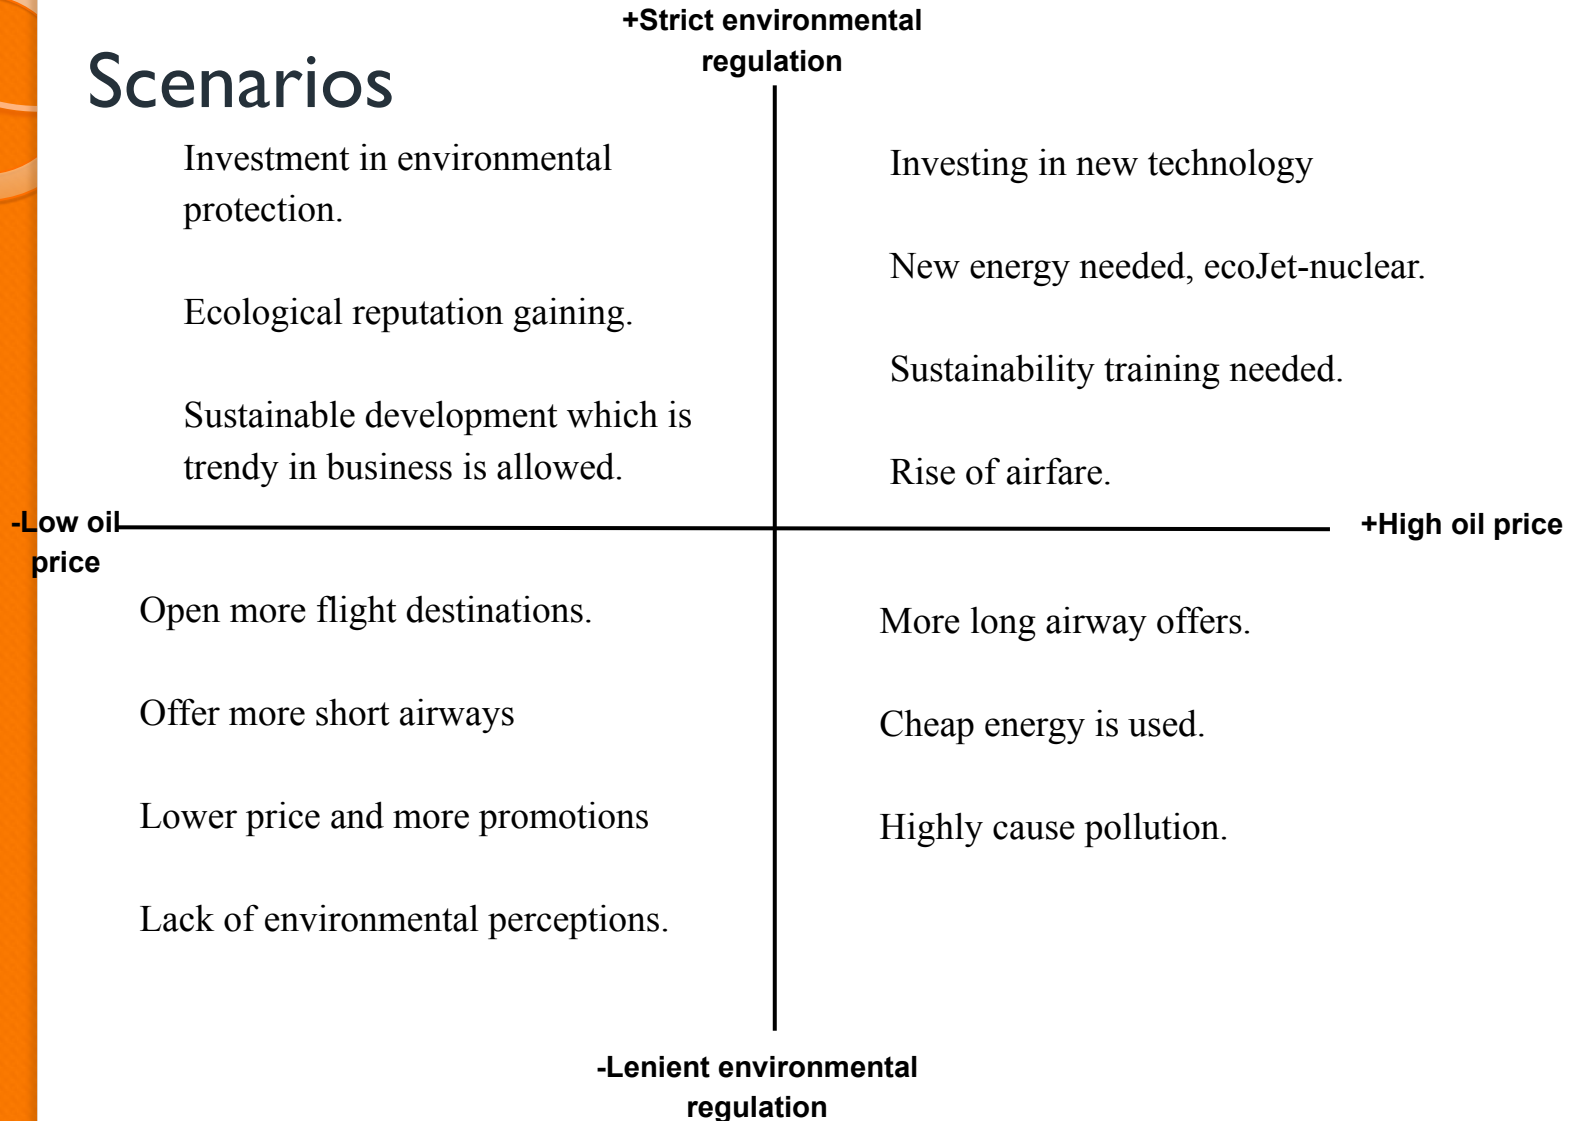 +Strict environmental
regulation
Scenarios
Investment in environmental
protection.
Ecological reputation gaining.
Sustainable development which is
trendy in business is allowed.
Investing in new technology
New energy needed, ecoJet-nuclear.
Sustainability training needed.
Rise of airfare.
-Low oil
price
+High oil price
Open more flight destinations.
Offer more short airways
Lower price and more promotions
Lack of environmental perceptions.
More long airway offers.
Cheap energy is used.
Highly cause pollution.
-Lenient environmental
regulation